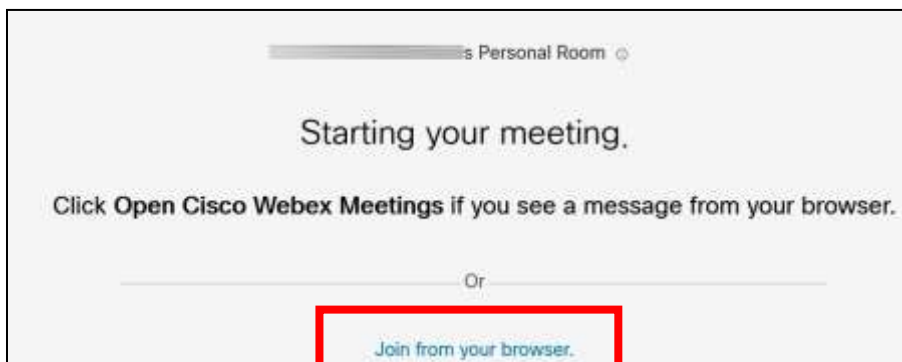 s Personal Room
Starting your meeting.
Click Open Cisco Webex Meetings if you see a message from your browser.
Or
Join from your browser.